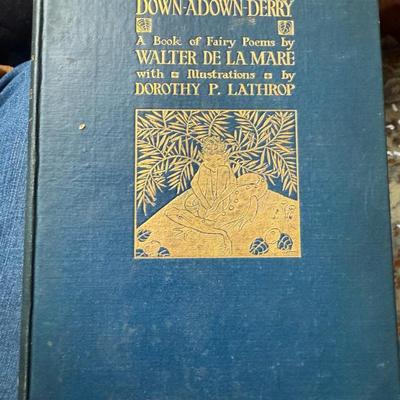 DOWN-ADOWN-DERRY
A Book of Fairy Poems by
WALTER DE LA MARE
with Illustrations by
DOROTHY P. LATHROP